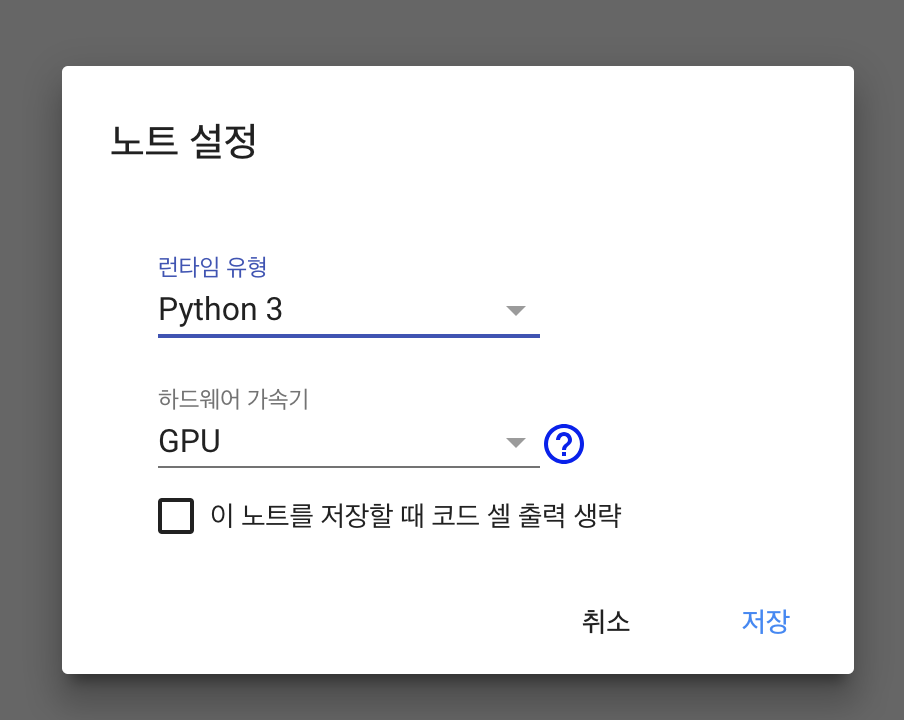 노트 설정
런타임 유형
Python 3
하드웨어 가속기
GPU
?
이 노트를 저장할 때 코드 셀 출력 생략
취소 저장